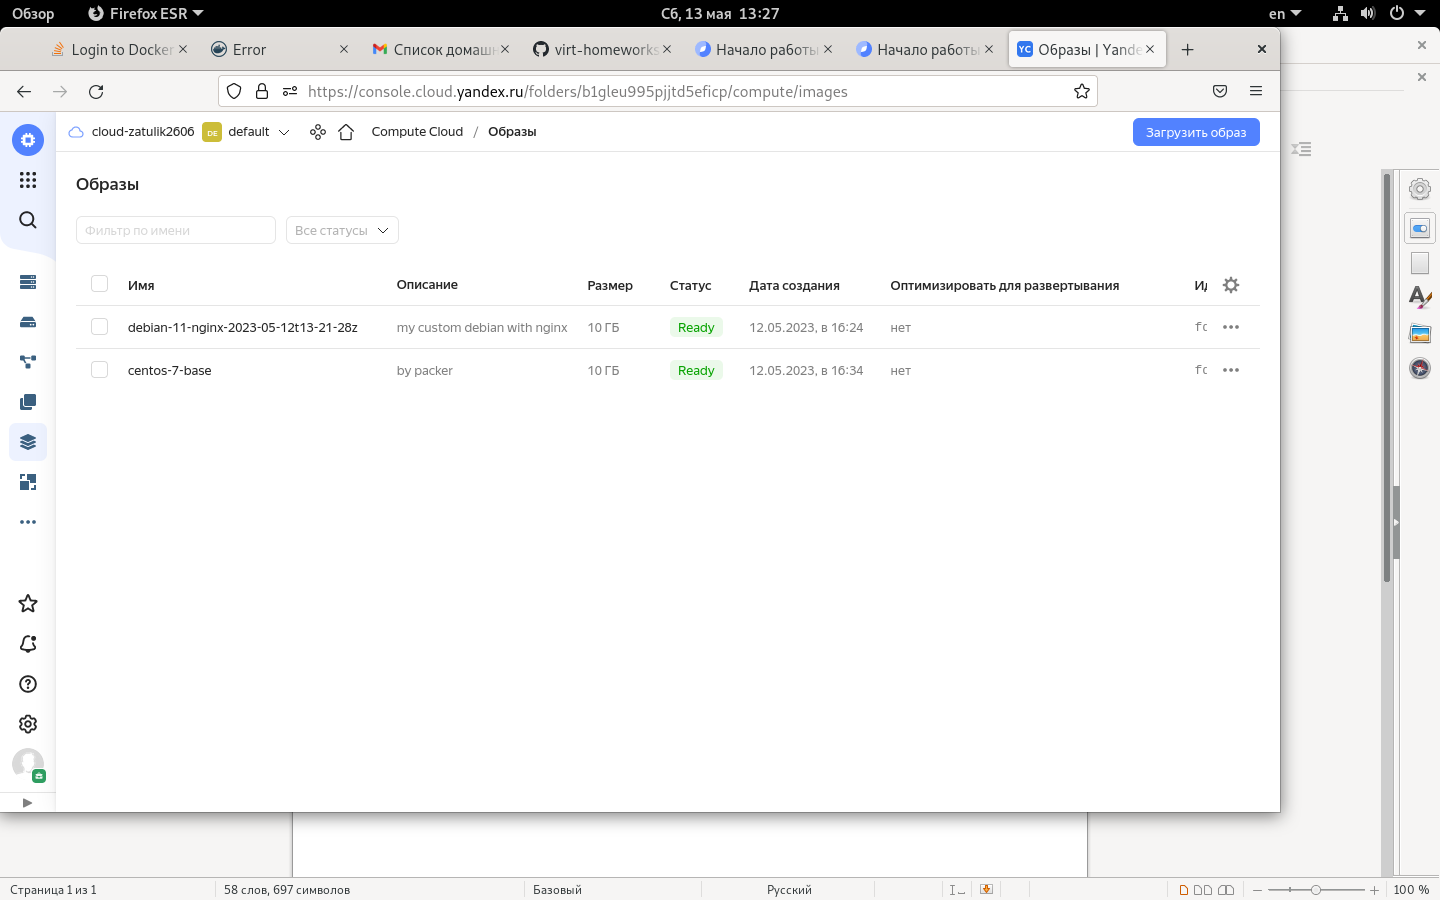 Обзор
Firefox ESR
Сб, 13 мая 13:27
en
Login to Docker
Error
Список домашн
virt-homeworks
Начало работы
Начало работы
YC Образы | Yande
https://console.cloud.yandex.ru/folders/b1gleu995pjjtd5eficp/compute/images
cloud-zatulik2606
DE default
Compute Cloud / Образы
Загрузить образ
Образы
Фильтр по имени
Все статусы
Имя Описание Размер Статус Дата создания Оптимизировать для развертывания
debian-11-nginx-2023-05-12t13-21-28z my custom debian with nginx 10 ГБ Ready 12.05.2023, в 16:24 нет
centos-7-base by packer 10 ГБ Ready 12.05.2023, в 16:34 нет
Страница 1 из 1
58 слов, 697 символов
Базовый
Русский
100 %